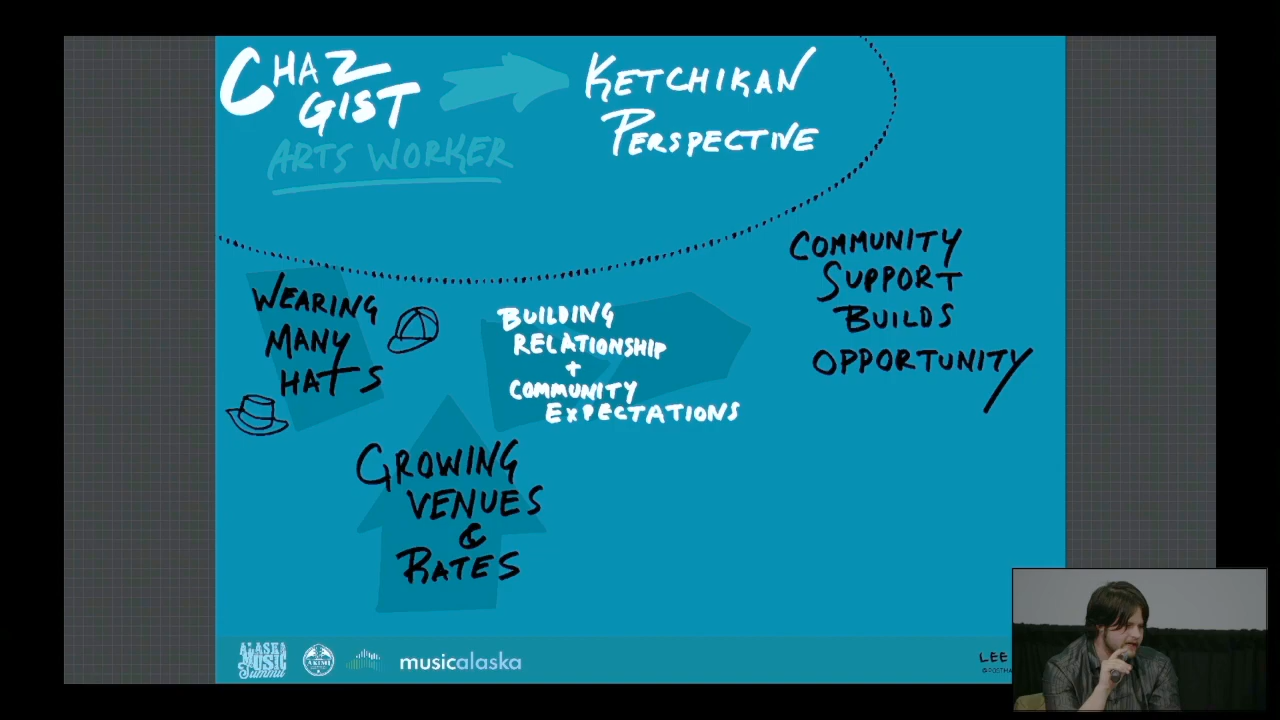 CHAZ
GIST
ARTS WORKER
KETCHIKAN
PERSPECTIVE
COMMUNITY
SUPPORT
BUILDS
OPPORTUNITY
WEARING
MANY
HATS
BUILDING
RELATIONSHIP
+
COMMUNITY
EXPECTATIONS
GROWING
VENUES
&
RATES
ALASKA
MUSIC
Summit
AKIMI
musicalaska
LEE